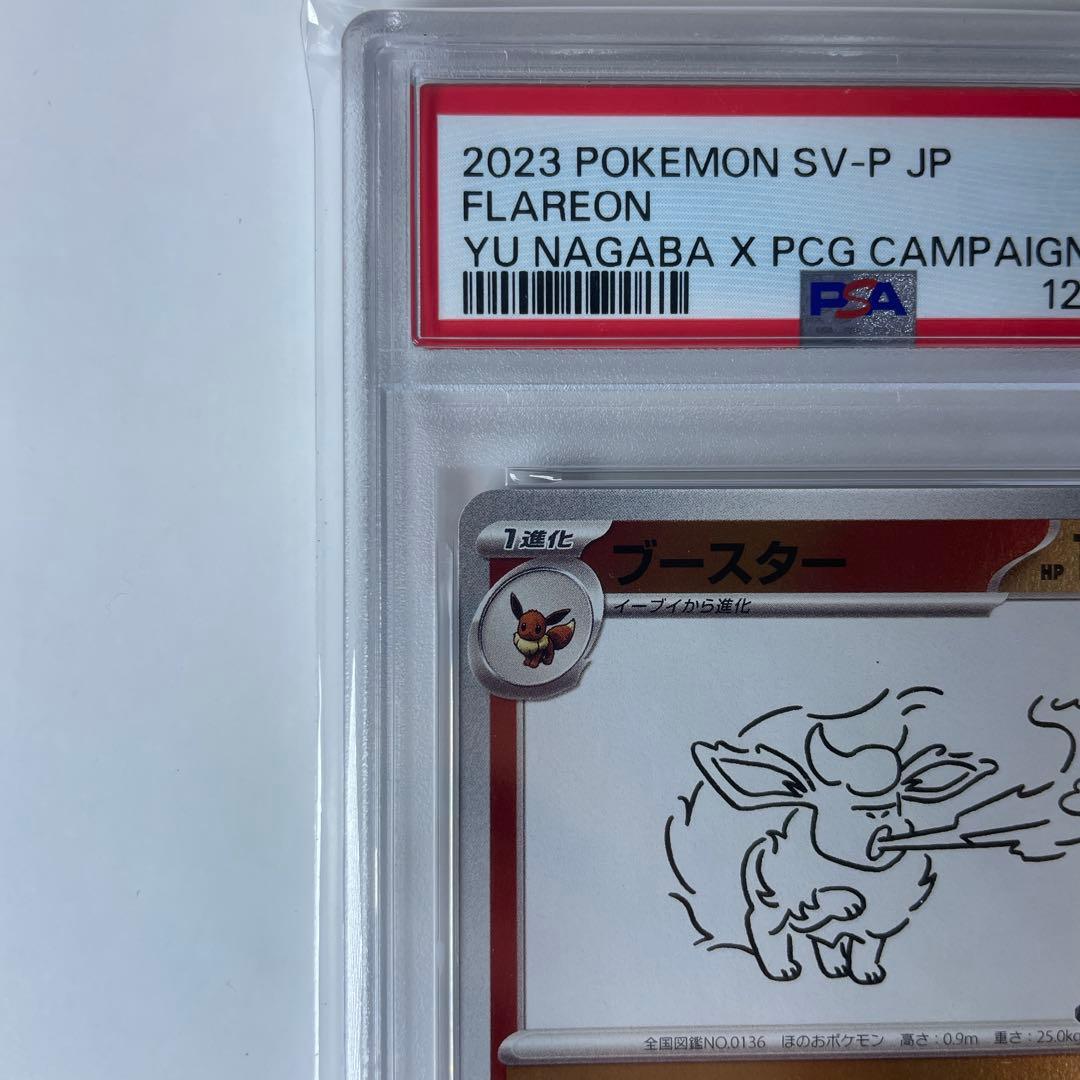 2023 POKEMON SV-P JP
FLAREON
YU NAGABA X PCG CAMPAIGN
PSA
12
1進化
ブースター
HP
イーブイから進化
全国図鑑NO.0136 ほのおポケモン 高さ:0.9m 重さ:25.0kg